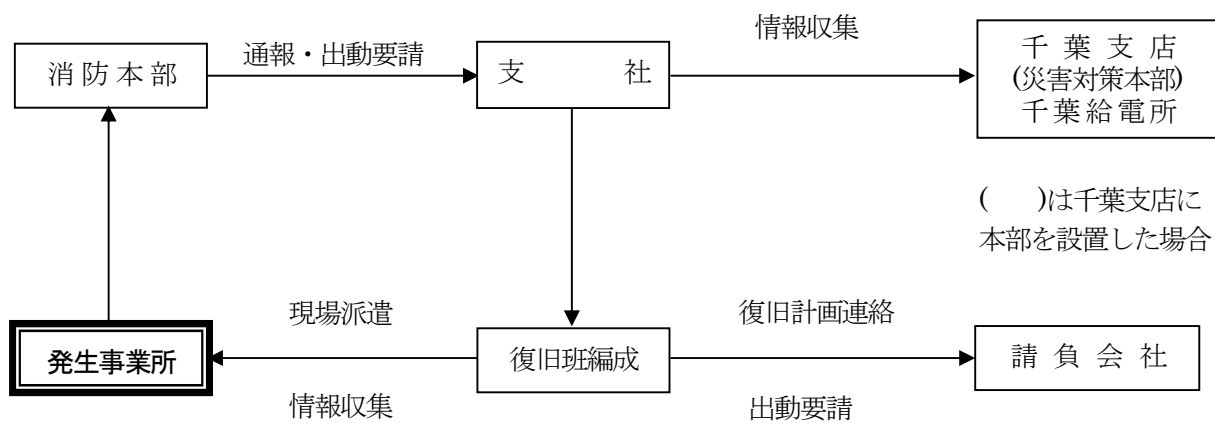 消防本部
通報・出動要請
支　　社
情報収集
千葉支店
(災害対策本部)
千葉給電所
(　　)は千葉支店に
本部を設置した場合
発生事業所
現場派遣
情報収集
復旧班編成
復旧計画連絡
出動要請
請負会社